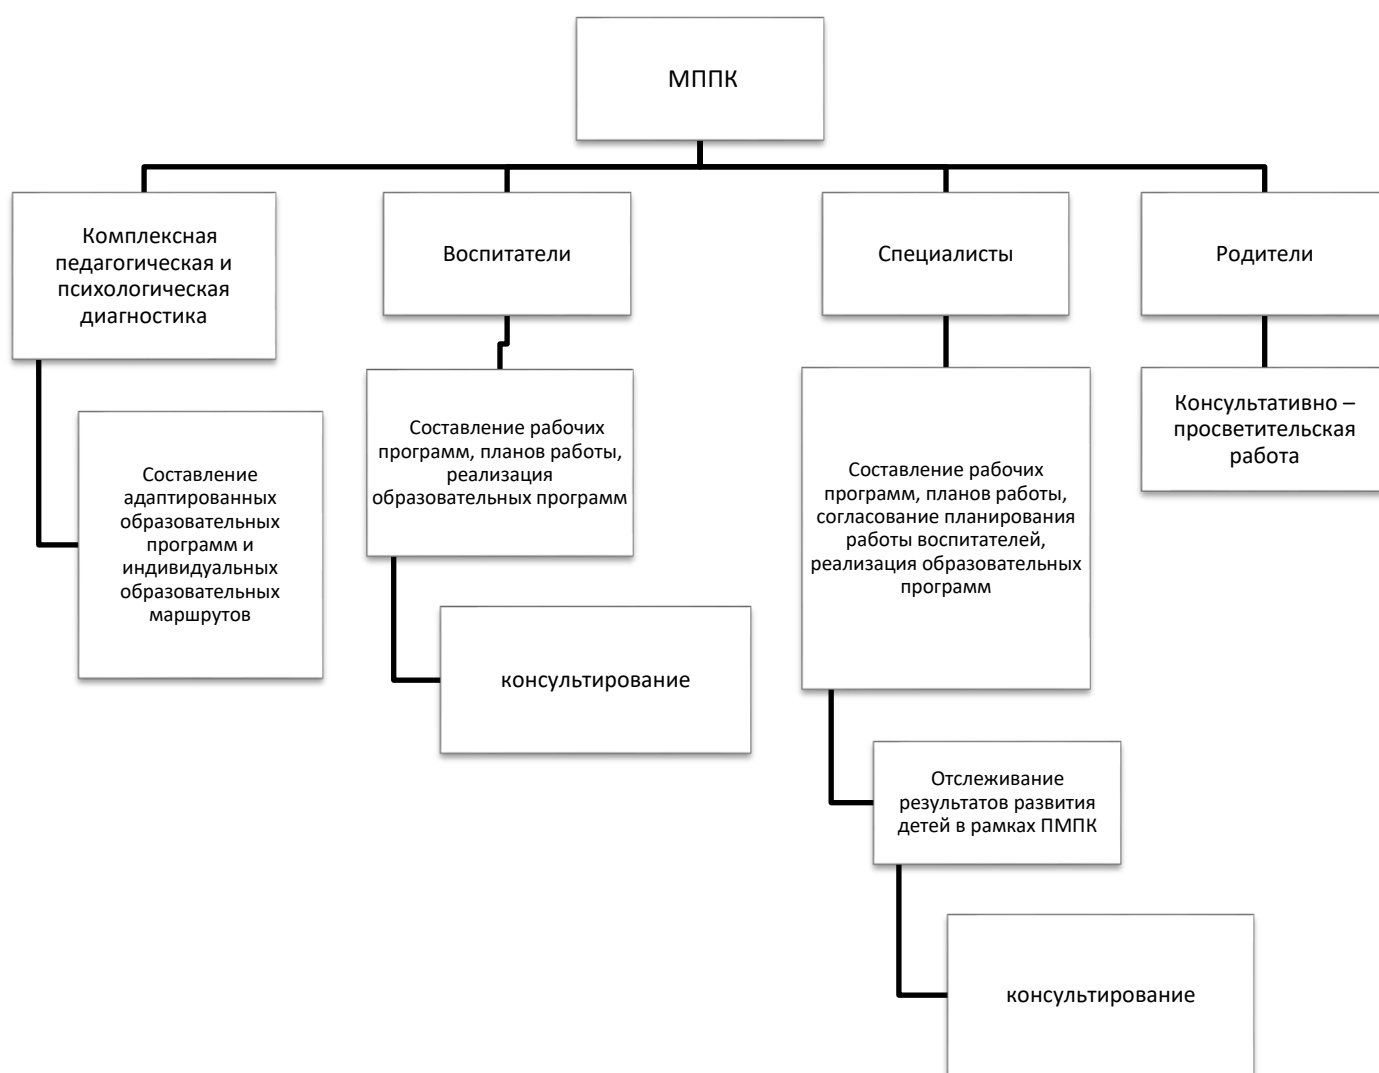 МППК
Комплексная
педагогическая и
психологическая
диагностика
Воспитатели
Специалисты
Родители
Составление
адаптированных
образовательных
программ и
индивидуальных
образовательных
маршрутов
Составление рабочих
программ, планов работы,
реализация
образовательных программ
консультирование
Составление рабочих
программ, планов работы,
согласование планирования
работы воспитателей,
реализация образовательных
программ
Отслеживание
результатов развития
детей в рамках ПМПК
консультирование
Консультативно –
просветительская
работа